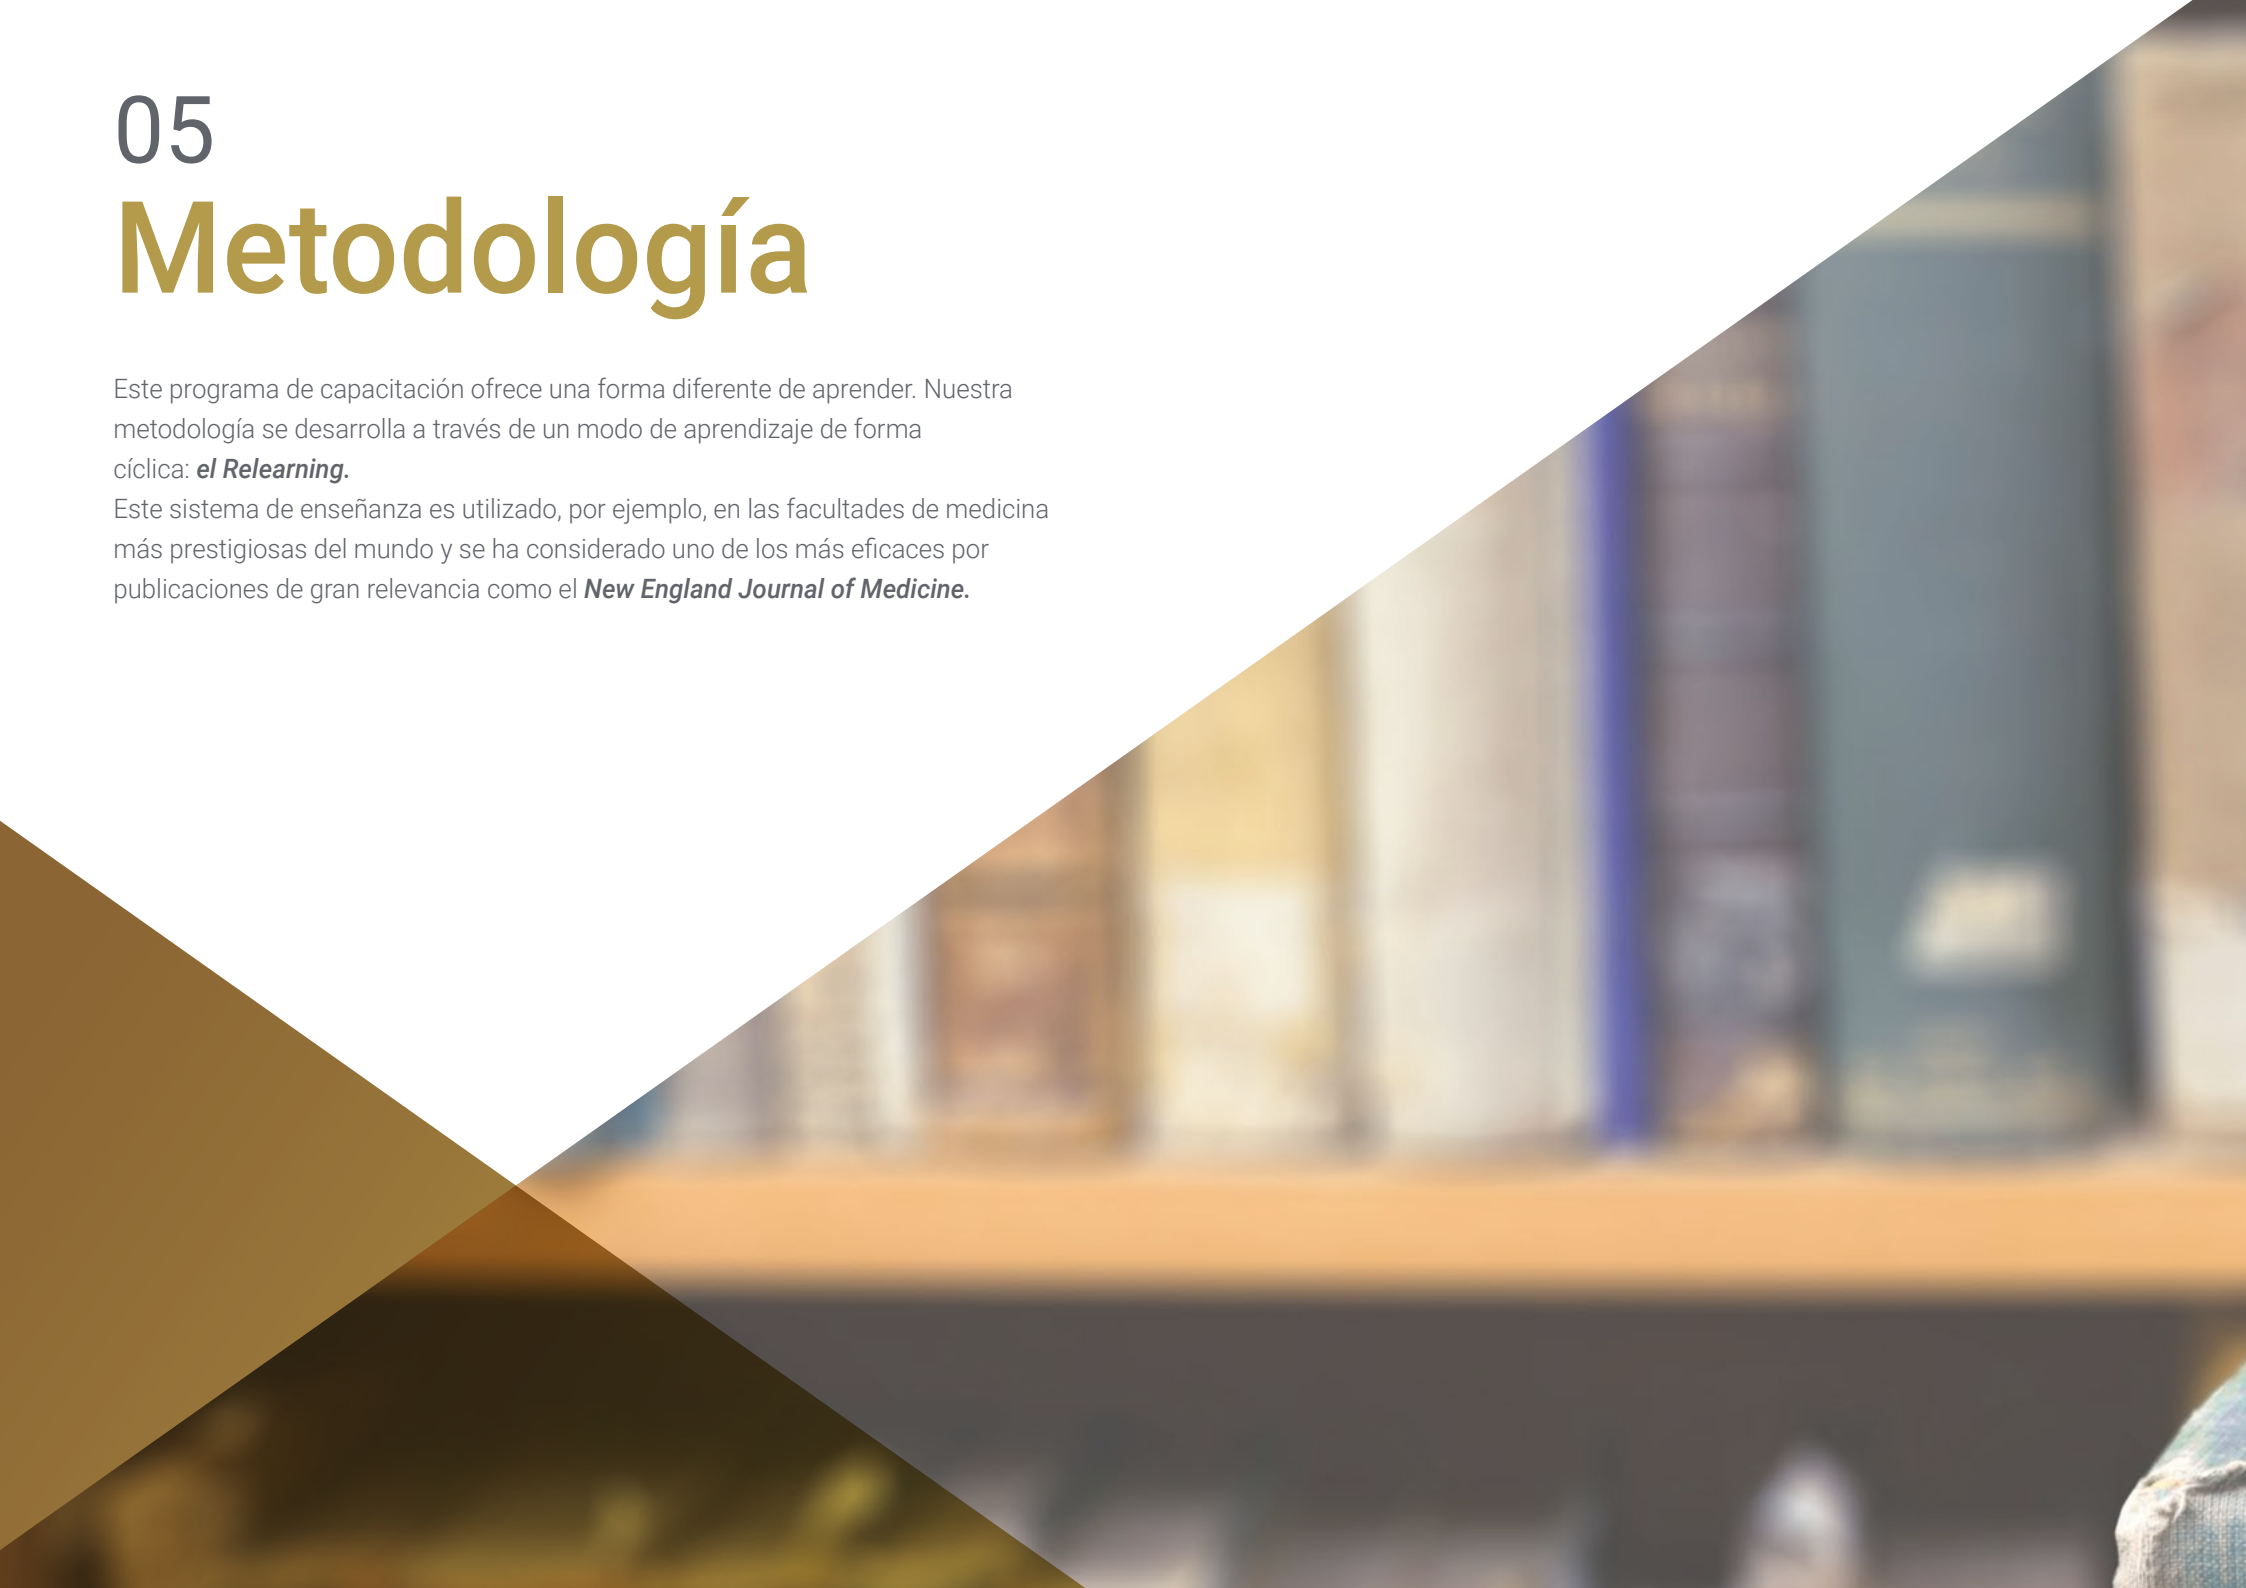 05
Metodología
Este programa de capacitación ofrece una forma diferente de aprender. Nuestra
metodología se desarrolla a través de un modo de aprendizaje de forma
cíclica: el Relearning.
Este sistema de enseñanza es utilizado, por ejemplo, en las facultades de medicina
más prestigiosas del mundo y se ha considerado uno de los más eficaces por
publicaciones de gran relevancia como el New England Journal of Medicine.